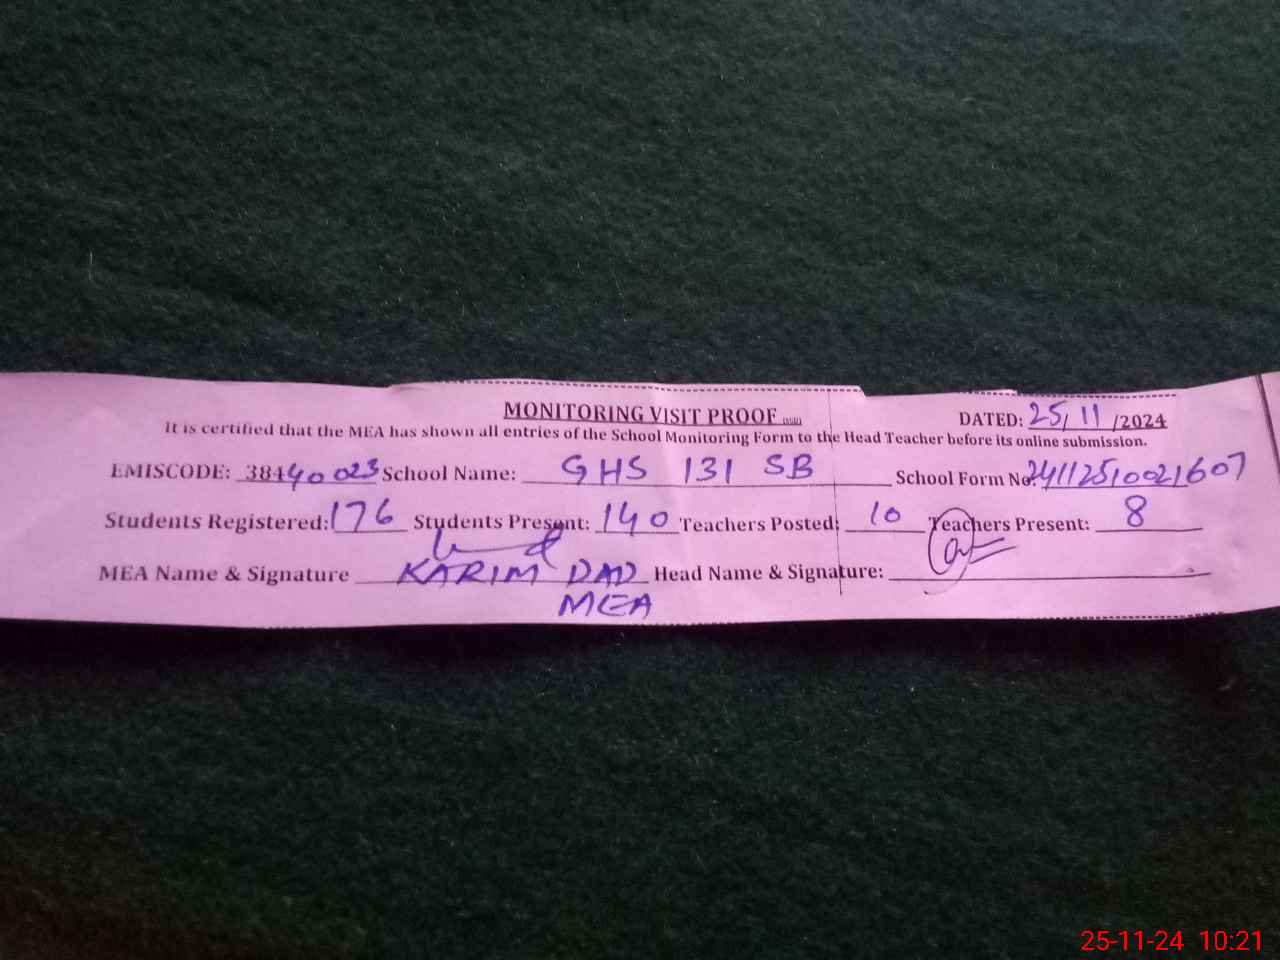 MONITORING VISIT PROOF
DATED: 25/11/2024
It is certified that the MEA has shown all entries of the School Monitoring Form to the Head Teacher before its online submission.
EMISCODE: 38440023 School Name: GHS 131 SB School Form No: 24112510021607
Students Registered: 176 Students Present: 140 Teachers Posted: 10 Teachers Present: 8
MEA Name & Signature KARIM DAD Head Name & Signature:
MEA
25-11-24 10:21